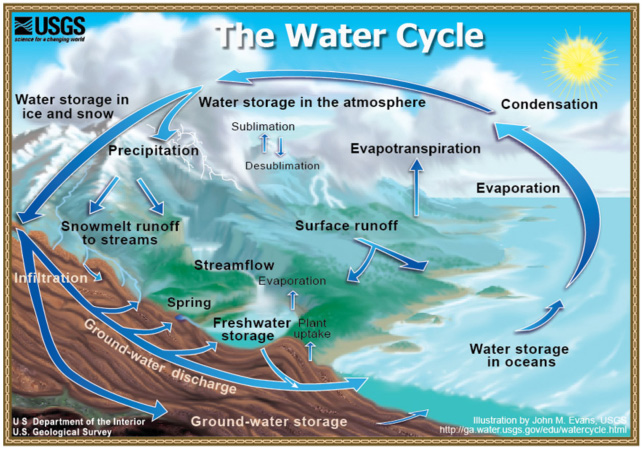 USGS
science for a changing world
The Water Cycle
Water storage in
ice and snow
Water storage in the atmosphere
Condensation
Sublimation
Precipitation
Evapotranspiration
Desublimation
Evaporation
Snowmelt runoff
to streams
Surface runoff
Streamflow
Infiltration
Evaporation
Spring
Freshwater
storage
Plant
uptake
Ground-water discharge
Water storage
in oceans
Ground-water storage
U S Department of the Interior
U.S. Geological Survey
Illustration by John M. Evans, USGS
http://ga.water.usgs.gov/edu/watercycle.html